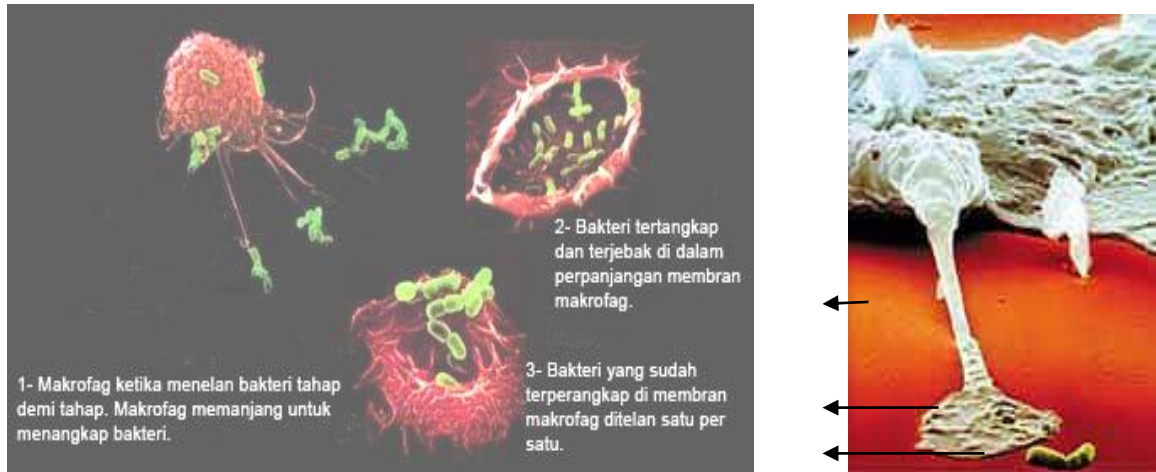 1- Makrofag ketika menelan bakteri tahap
demi tahap. Makrofag memanjang untuk
menangkap bakteri.
2- Bakteri tertangkap
dan terjebak di dalam
perpanjangan membran
makrofag.
3- Bakteri yang sudah
terperangkap di membran
makrofag ditelan satu per
satu.